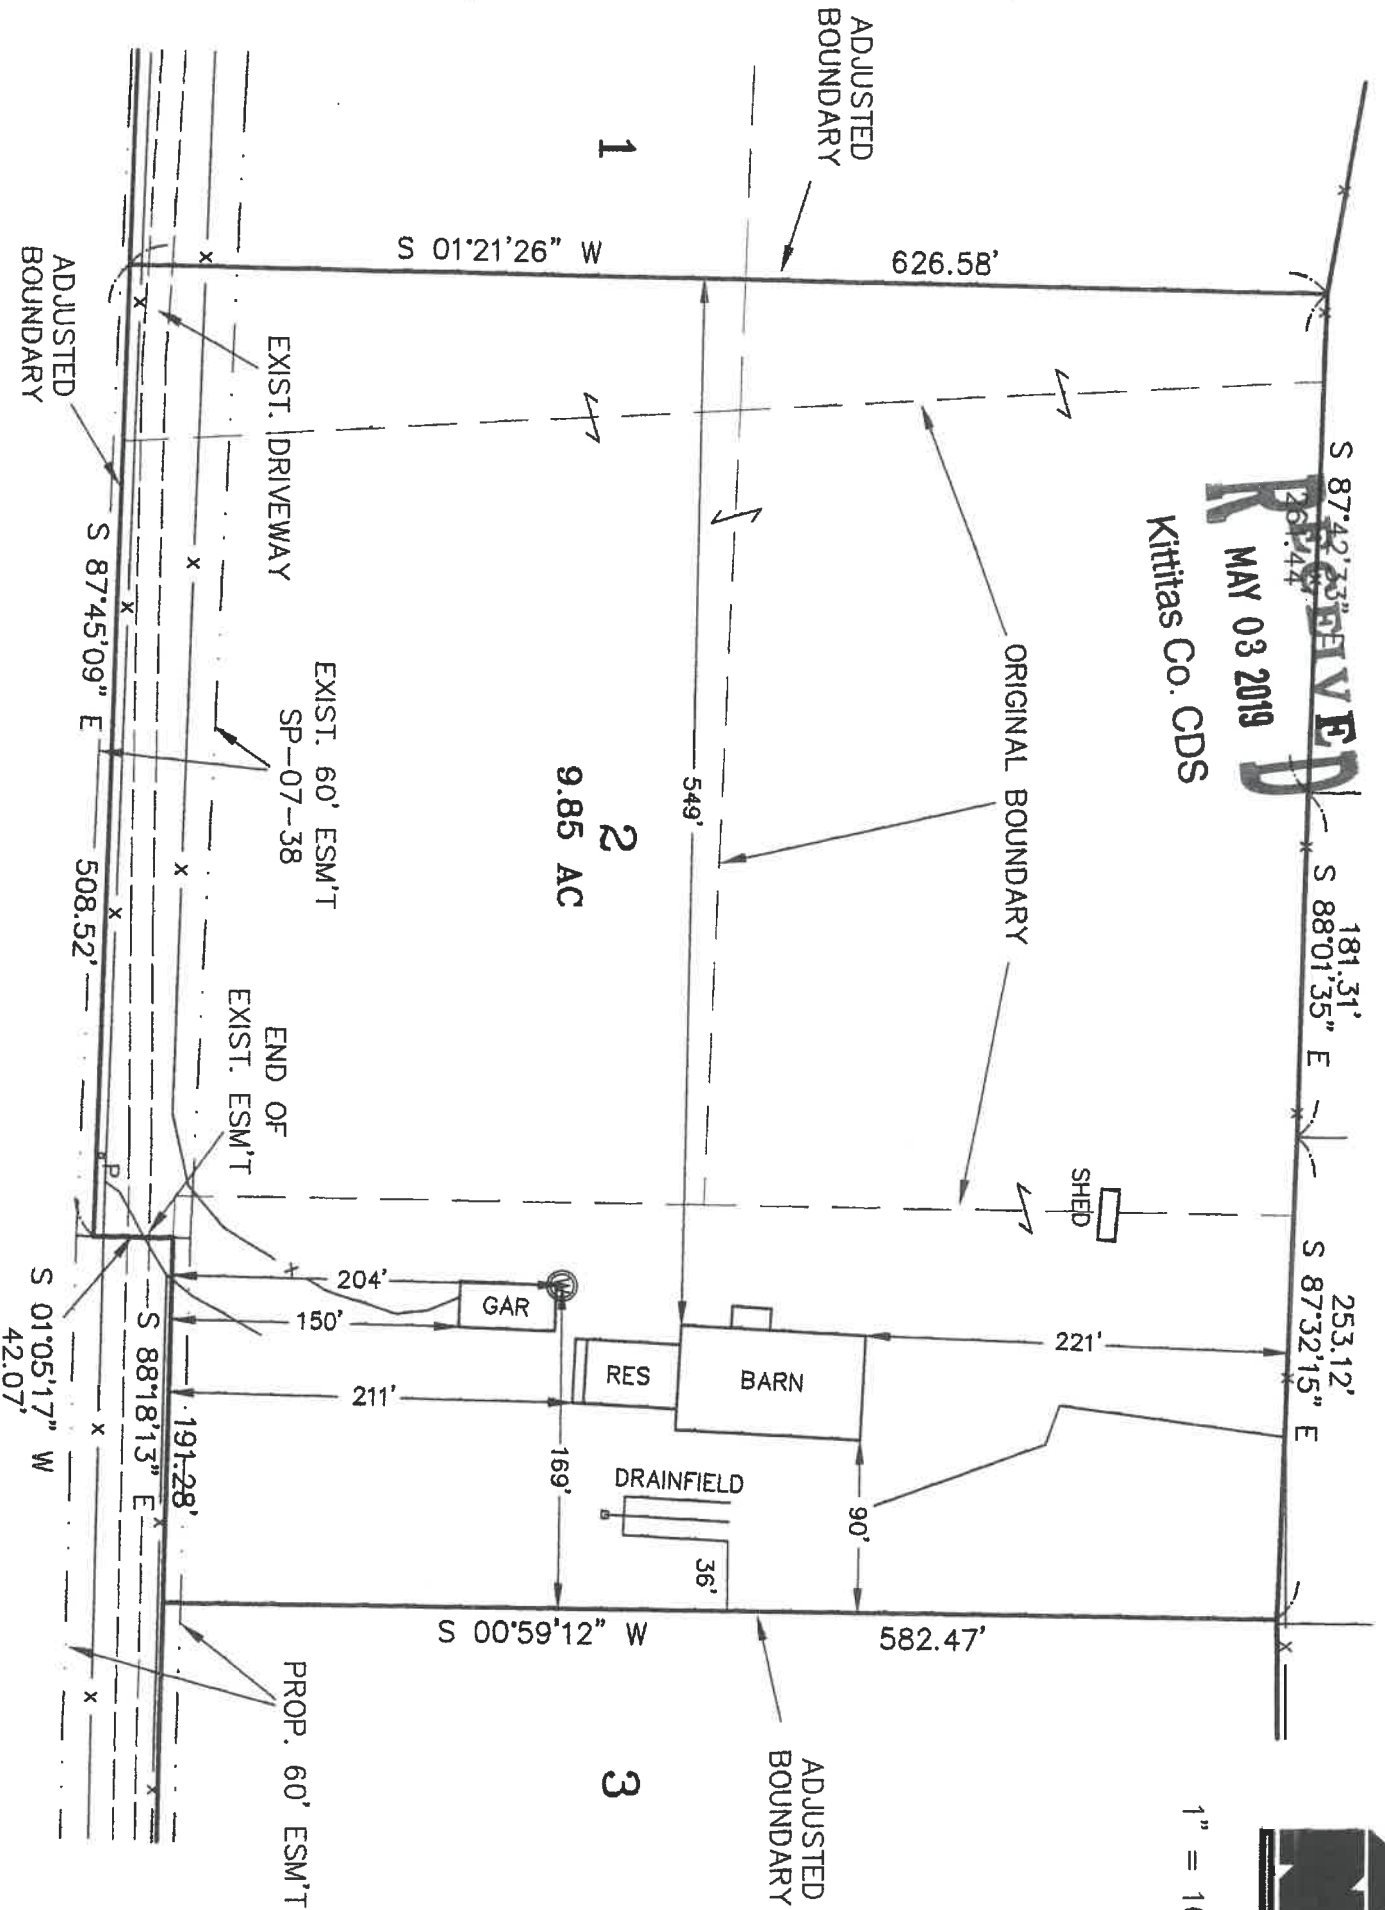 ADJUSTED
BOUNDARY
1
S 01°21'26" W
626.58'
ADJUSTED
BOUNDARY
EXIST. DRIVEWAY
S 87°45'09" E
508.52'
EXIST. 60' ESM'T
SP-07-38
END OF
EXIST. ESM'T
2
9.85 AC
549'
ORIGINAL BOUNDARY
S 87°42'33" E
261.44
RECEIVED
MAY 03 2019
Kittitas Co. CDS
181.31'
S 88°01'35" E
253.12'
S 87°32'15" E
SHED
204'
150'
211'
GAR
W
RES
BARN
221'
169'
90'
DRAINFIELD
36'
P
S 01°05'17" W
42.07'
191.28'
S 88°18'13" E
S 00°59'12" W
582.47'
PROP. 60' ESM'T
3
ADJUSTED
BOUNDARY
N